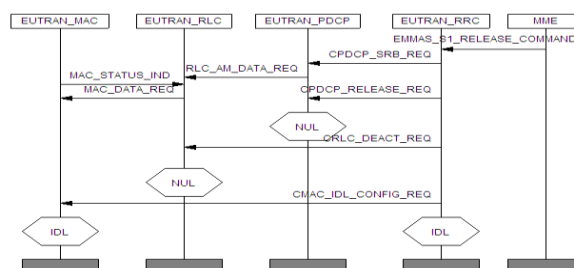 EUTRAN_MAC EUTRAN_RLC EUTRAN_PDCP EUTRAN_RRC MME
EMMAS_S1_RELEASE_COMMAND
CPDCP_SRB_REQ
RLC_AM_DATA_REQ
MAC_STATUS_IND
MAC_DATA_REQ CPDCP_RELEASE_REQ
NUL
CRLC_DEACT_REQ
NUL
CMAC_IDL_CONFIG_REQ
IDL IDL